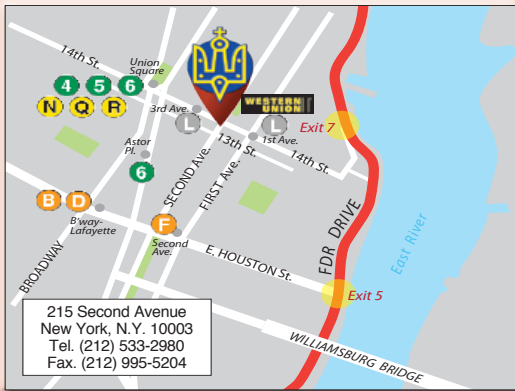 14th St.
Union
Square
4 5 6
N Q R
3rd Ave.
L
WESTERN
UNION
L
1st Ave.
Exit 7
13th St.
14th St.
Astor
Pl.
6
SECOND AVE.
FIRST AVE.
B D
B'way-
Lafayette
F
Second
Ave.
E. HOUSTON St.
BROADWAY
FDR DRIVE
East River
Exit 5
WILLIAMSBURG BRIDGE
215 Second Avenue
New York, N.Y. 10003
Tel. (212) 533-2980
Fax. (212) 995-5204